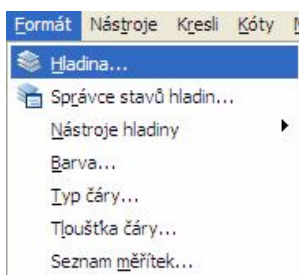 Formát Nástroje Kresli Kóty
Hladina...
Správce stavů hladin...
Nástroje hladiny
Barva...
Typ čáry...
Tloušťka čáry...
Seznam měřítek...